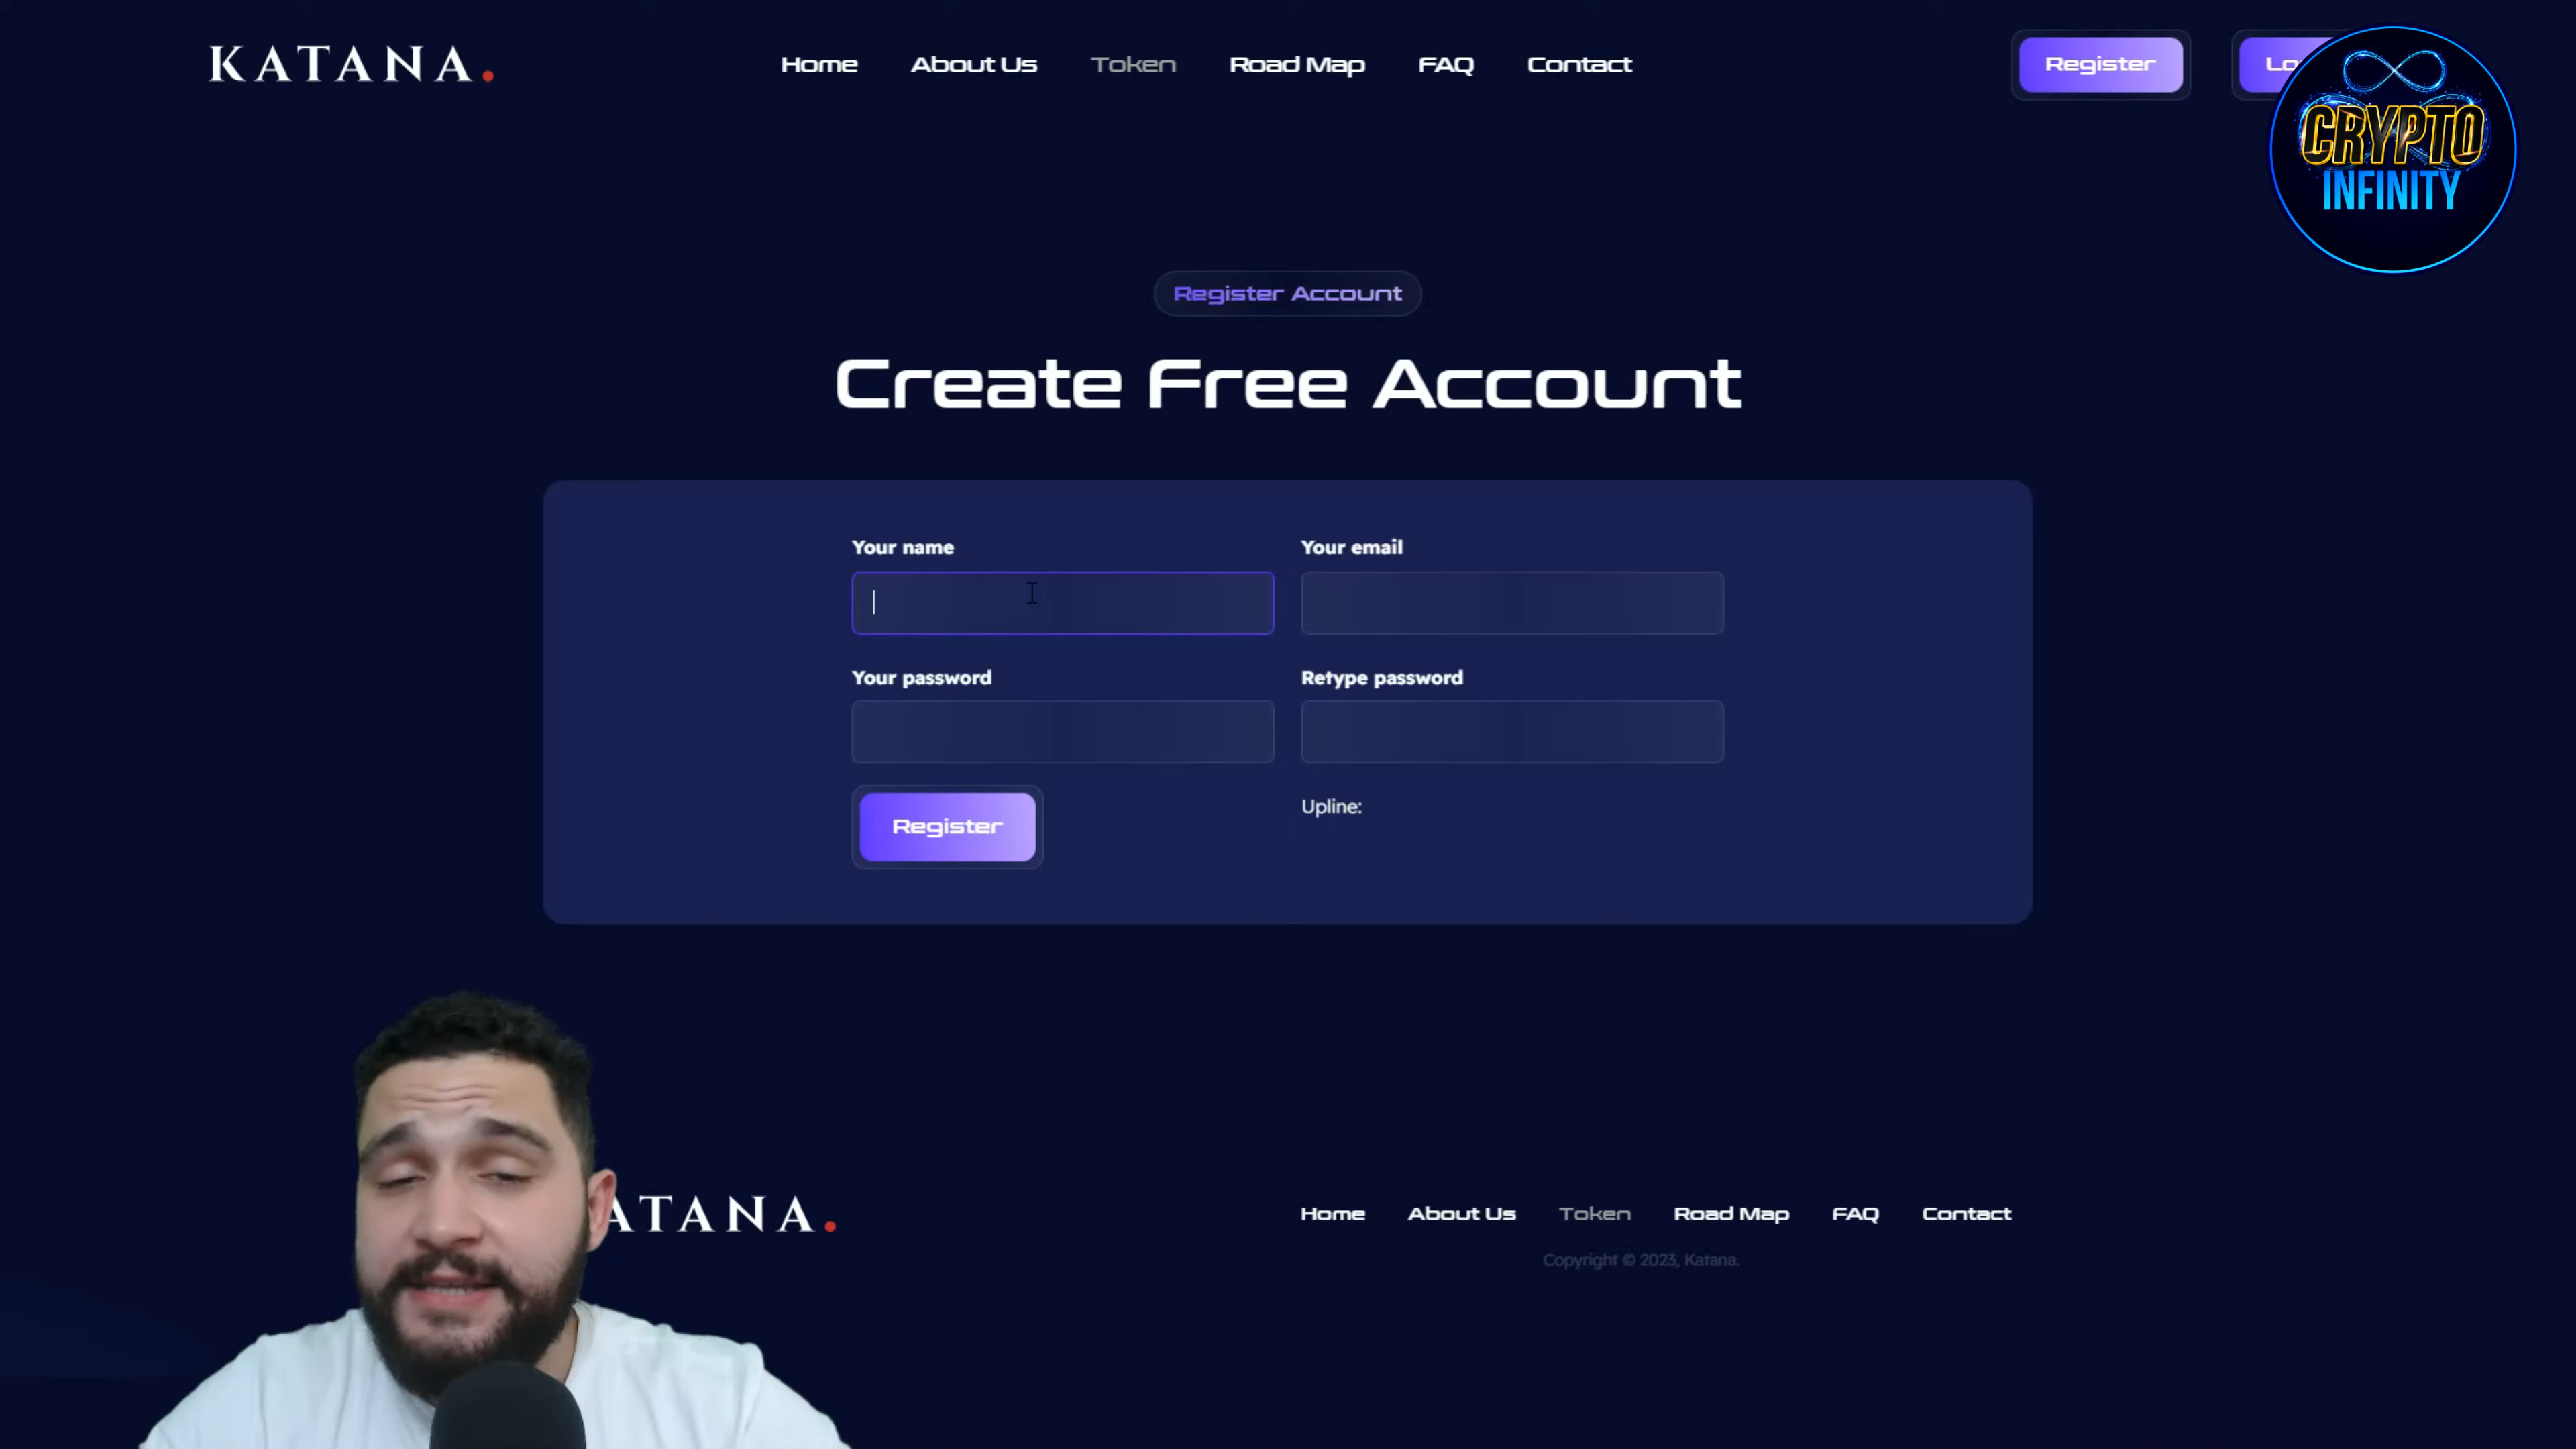 KATANA.
Home About Us Token Road Map FAQ Contact
Register
CRYPTO
INFINITY
Register Account
Create Free Account
Your name Your email
Your password Retype password
Register
Upline:
ATANA.
Home About Us Token Road Map FAQ Contact
Copyright © 2023, Katana.